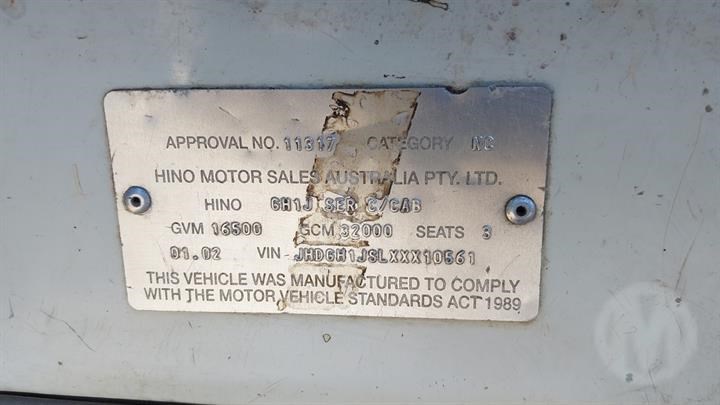 APPROVAL NO. 11317 CATEGORY NC
HINO MOTOR SALES AUSTRALIA PTY. LTD.
HINO GH1J SER C/CAB
GVM 16500 GCM 32000 SEATS 3
01.02 VIN JHDGH1JSLXXX10561
THIS VEHICLE WAS MANUFACTURED TO COMPLY
WITH THE MOTOR VEHICLE STANDARDS ACT 1989
M